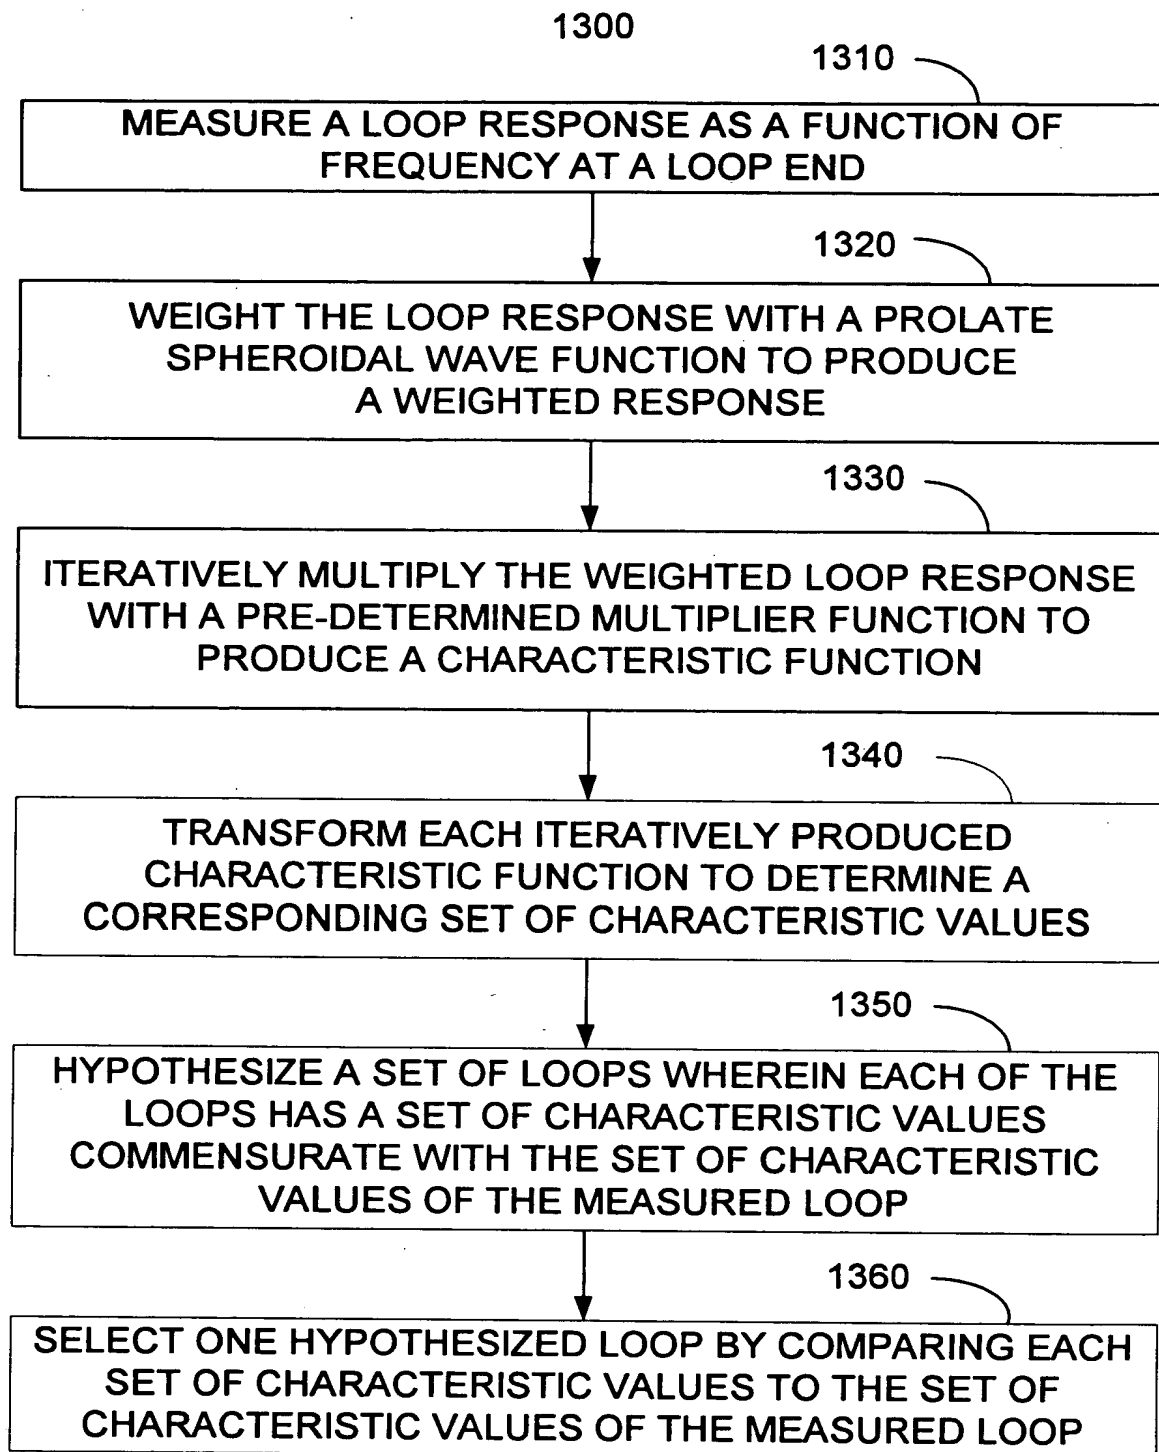 1300
1310
MEASURE A LOOP RESPONSE AS A FUNCTION OF
FREQUENCY AT A LOOP END
1320
WEIGHT THE LOOP RESPONSE WITH A PROLATE
SPHEROIDAL WAVE FUNCTION TO PRODUCE
A WEIGHTED RESPONSE
1330
ITERATIVELY MULTIPLY THE WEIGHTED LOOP RESPONSE
WITH A PRE-DETERMINED MULTIPLIER FUNCTION TO
PRODUCE A CHARACTERISTIC FUNCTION
1340
TRANSFORM EACH ITERATIVELY PRODUCED
CHARACTERISTIC FUNCTION TO DETERMINE A
CORRESPONDING SET OF CHARACTERISTIC VALUES
1350
HYPOTHESIZE A SET OF LOOPS WHEREIN EACH OF THE
LOOPS HAS A SET OF CHARACTERISTIC VALUES
COMMENSURATE WITH THE SET OF CHARACTERISTIC
VALUES OF THE MEASURED LOOP
1360
SELECT ONE HYPOTHESIZED LOOP BY COMPARING EACH
SET OF CHARACTERISTIC VALUES TO THE SET OF
CHARACTERISTIC VALUES OF THE MEASURED LOOP